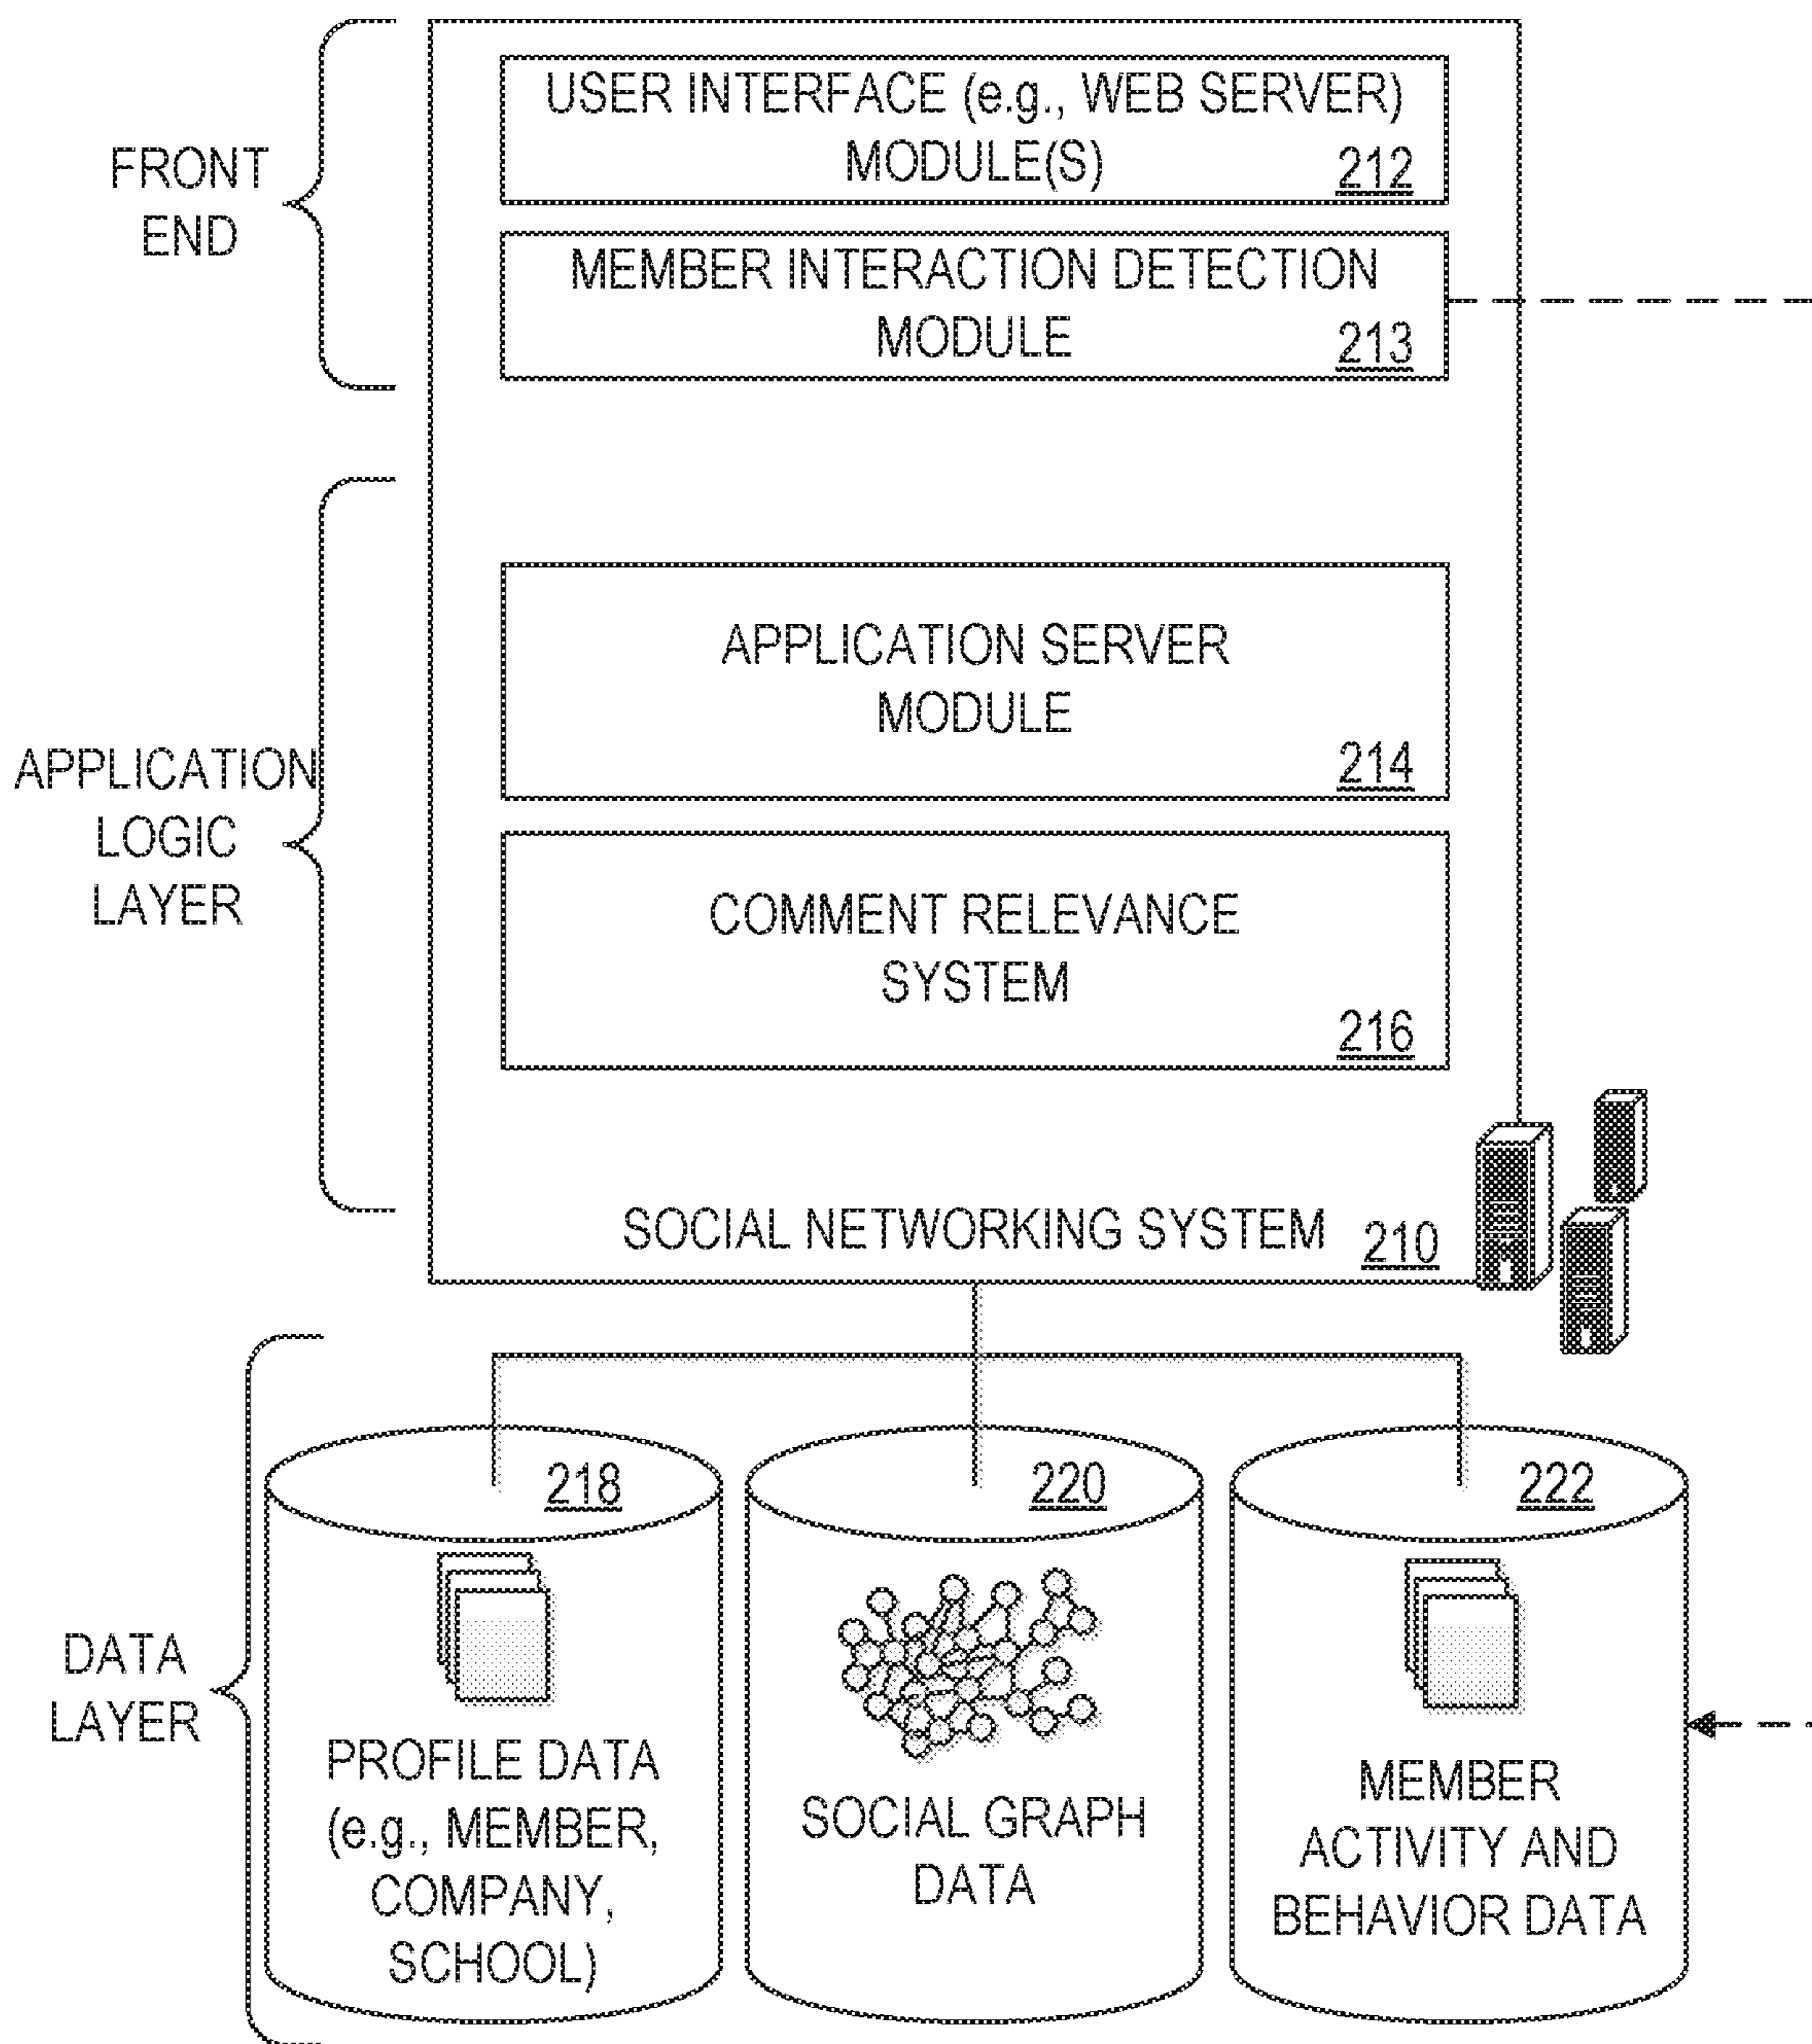 FRONT
END
USER INTERFACE (e.g., WEB SERVER)
MODULE(S) 212
MEMBER INTERACTION DETECTION
MODULE 213
APPLICATION
LOGIC
LAYER
APPLICATION SERVER
MODULE
214
COMMENT RELEVANCE
SYSTEM
216
SOCIAL NETWORKING SYSTEM 210
DATA
LAYER
218
PROFILE DATA
(e.g., MEMBER,
COMPANY,
SCHOOL)
220
SOCIAL GRAPH
DATA
222
MEMBER
ACTIVITY AND
BEHAVIOR DATA